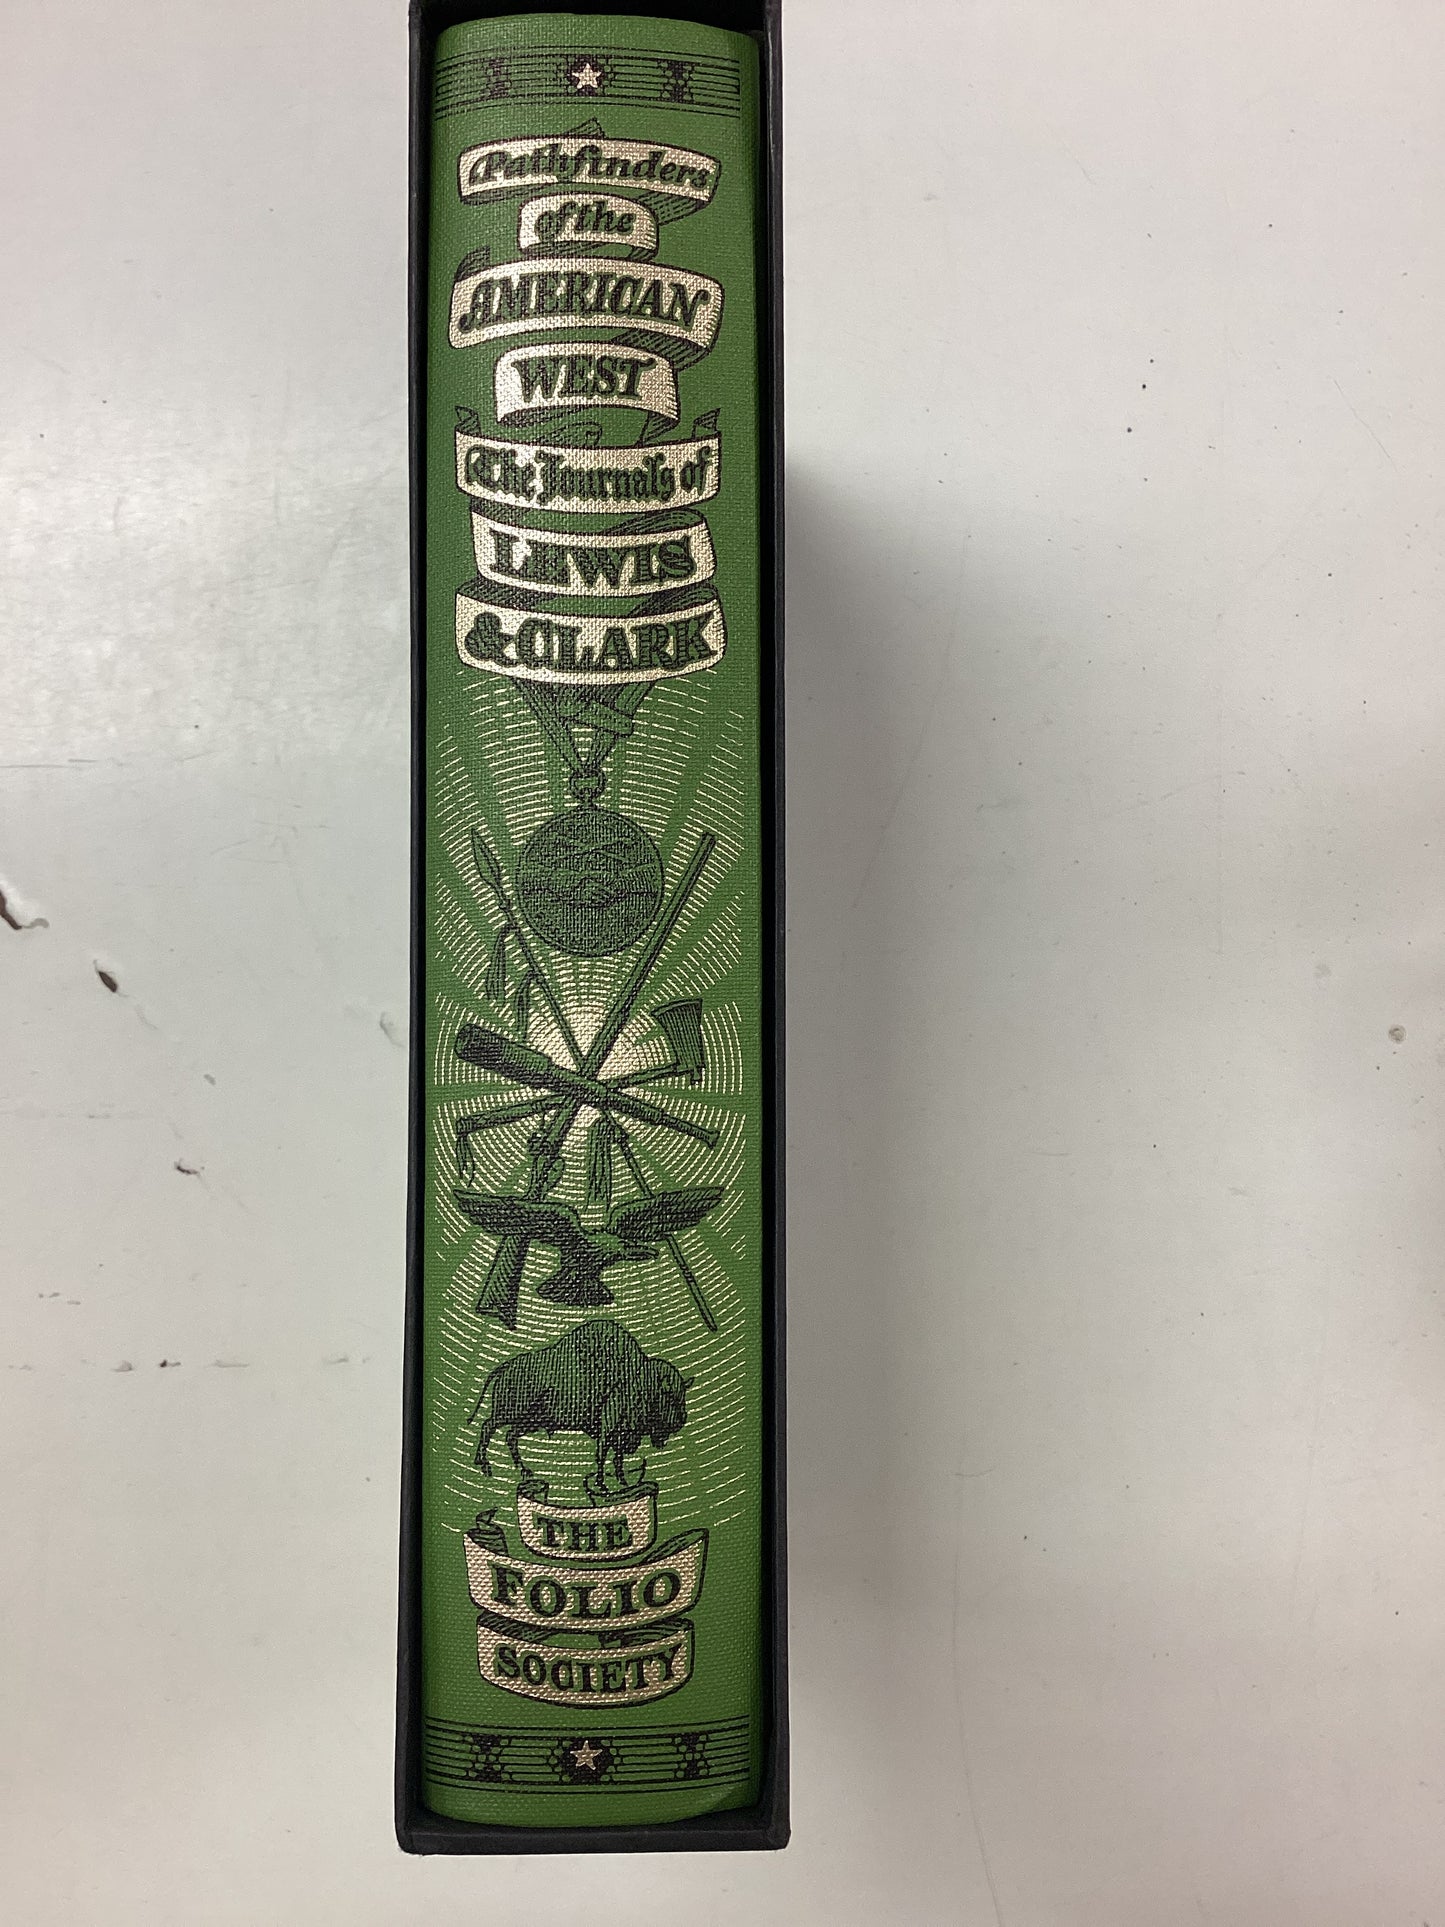 Pathfinders
of the
AMERICAN
WEST
The Journals of
LEWIS
& CLARK
THE
FOLIO
SOCIETY